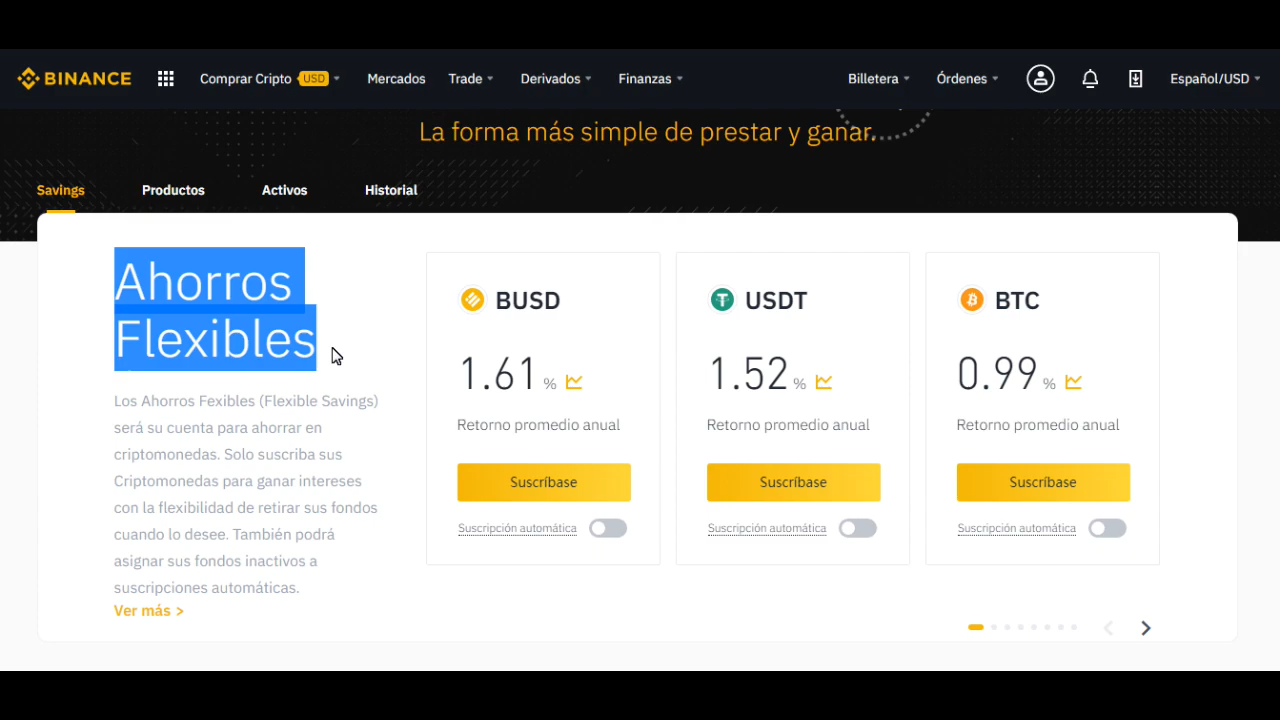 BINANCE
Comprar Cripto USD
Mercados
Trade
Derivados
Finanzas
Billetera
Órdenes
Español/USD
La forma más simple de prestar y ganar.
Savings
Productos
Activos
Historial
Ahorros
Flexibles
Los Ahorros Fexibles (Flexible Savings)
será su cuenta para ahorrar en
criptomonedas. Solo suscriba sus
Criptomonedas para ganar intereses
con la flexibilidad de retirar sus fondos
cuando lo desee. También podrá
asignar sus fondos inactivos a
suscripciones automáticas.
Ver más >
BUSD
1.61 %
Retorno promedio anual
Suscríbase
Suscripción automática
USDT
1.52 %
Retorno promedio anual
Suscríbase
Suscripción automática
BTC
0.99 %
Retorno promedio anual
Suscríbase
Suscripción automática